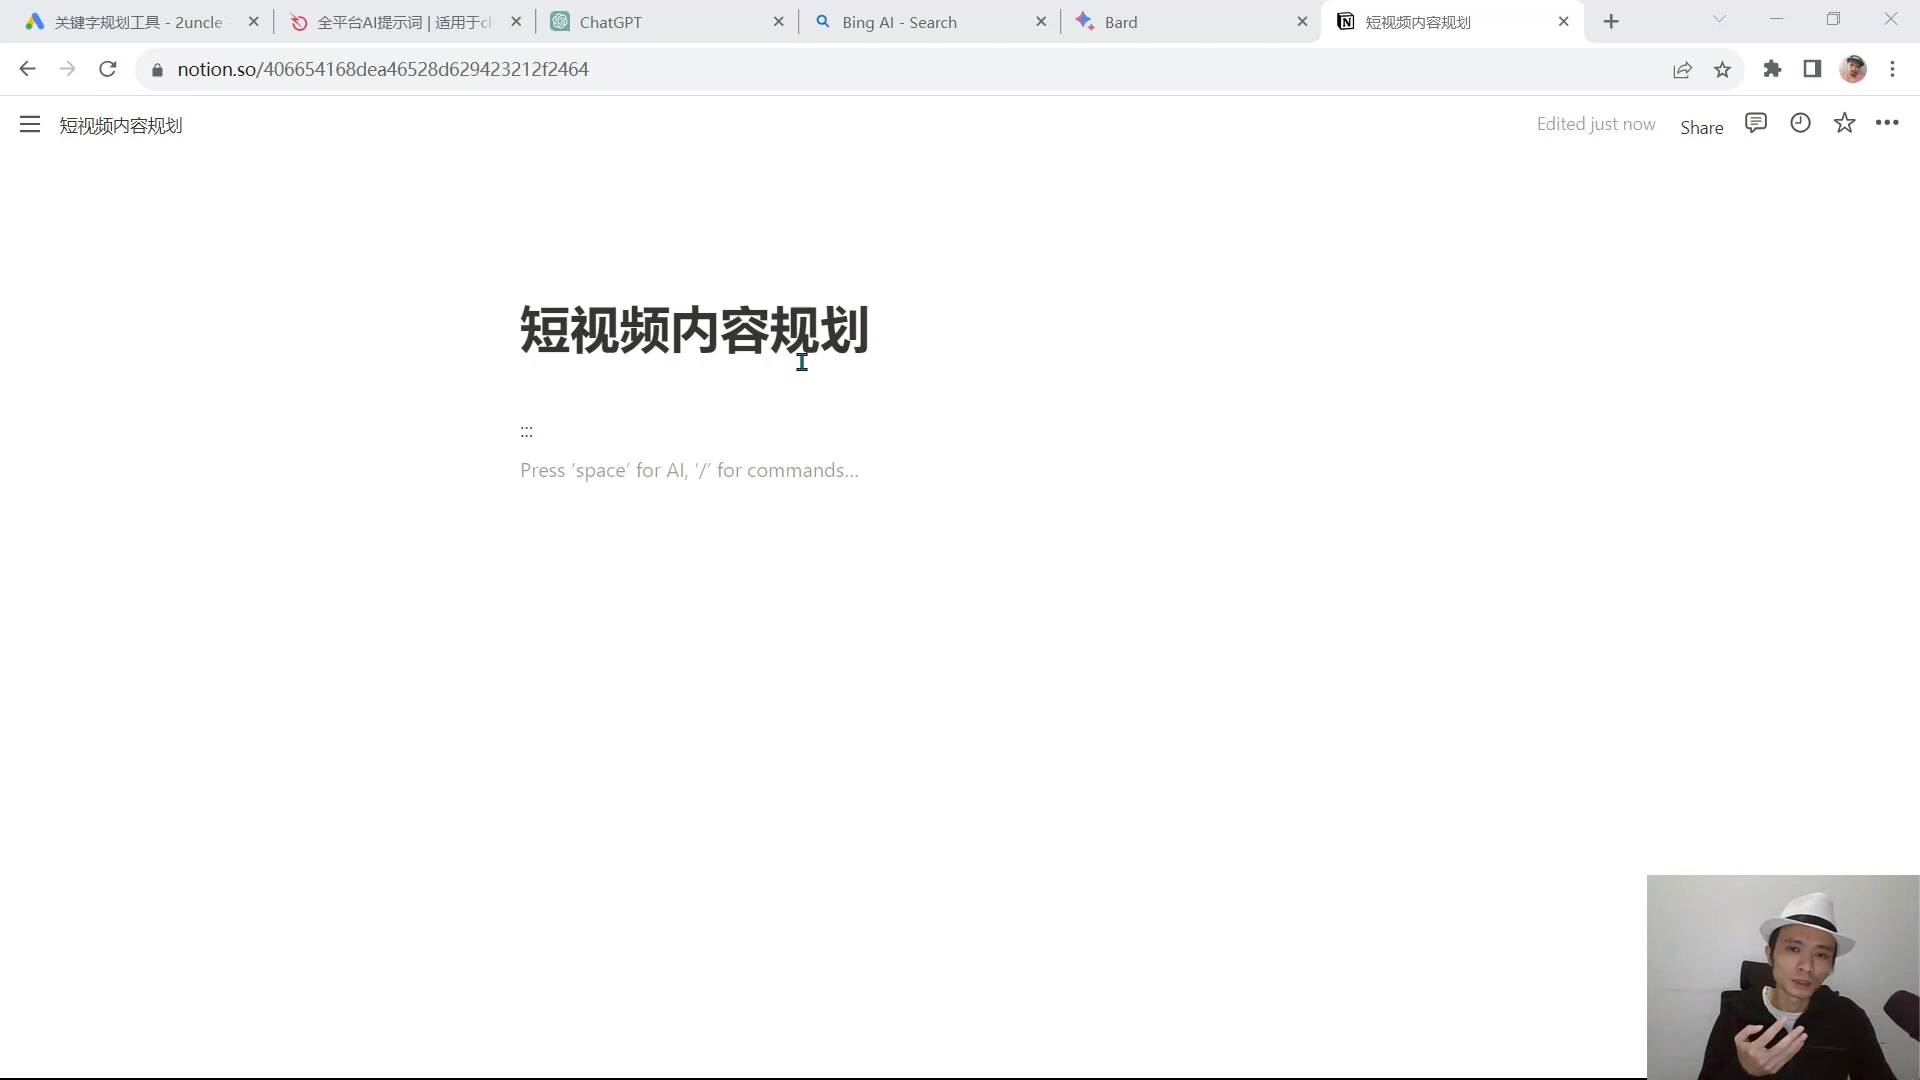 关键字规划工具 - 2uncle -
全平台AI提示词 | 适用于ch
ChatGPT
Bing AI - Search
Bard
短视频内容规划
notion.so/406654168dea46528d629423212f2464
短视频内容规划
Edited just now
Share
短视频内容规划
:::
Press ‘space’ for AI, ‘/’ for commands…